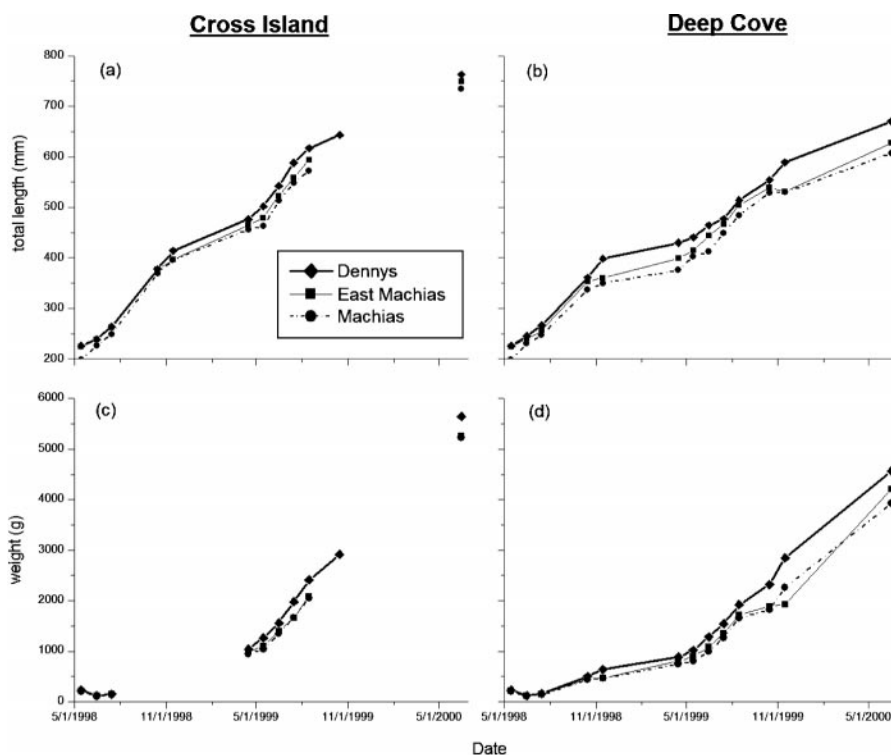 Cross Island
Deep Cove
(a)
(b)
total length (mm)
800
700
600
500
400
300
200
Dennys
East Machias
Machias
(c)
(d)
weight (g)
6000
5000
4000
3000
2000
1000
0
5/1/1998
11/1/1998
5/1/1999
11/1/1999
5/1/2000
5/1/1998
11/1/1998
5/1/1999
11/1/1999
5/1/2000
Date